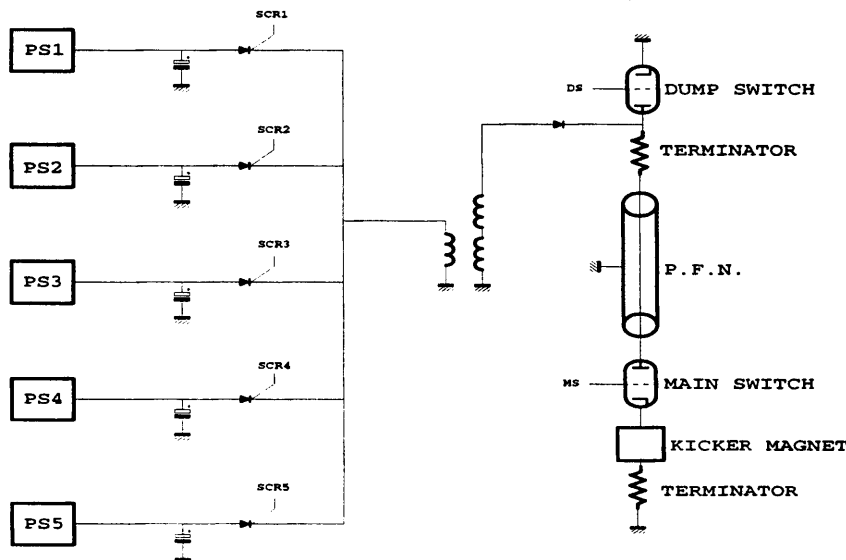 SCR1
PS1
DS
DUMP SWITCH
SCR2
TERMINATOR
PS2
SCR3
PS3
P.F.N.
SCR4
PS4
MS
MAIN SWITCH
KICKER MAGNET
SCR5
TERMINATOR
PS5